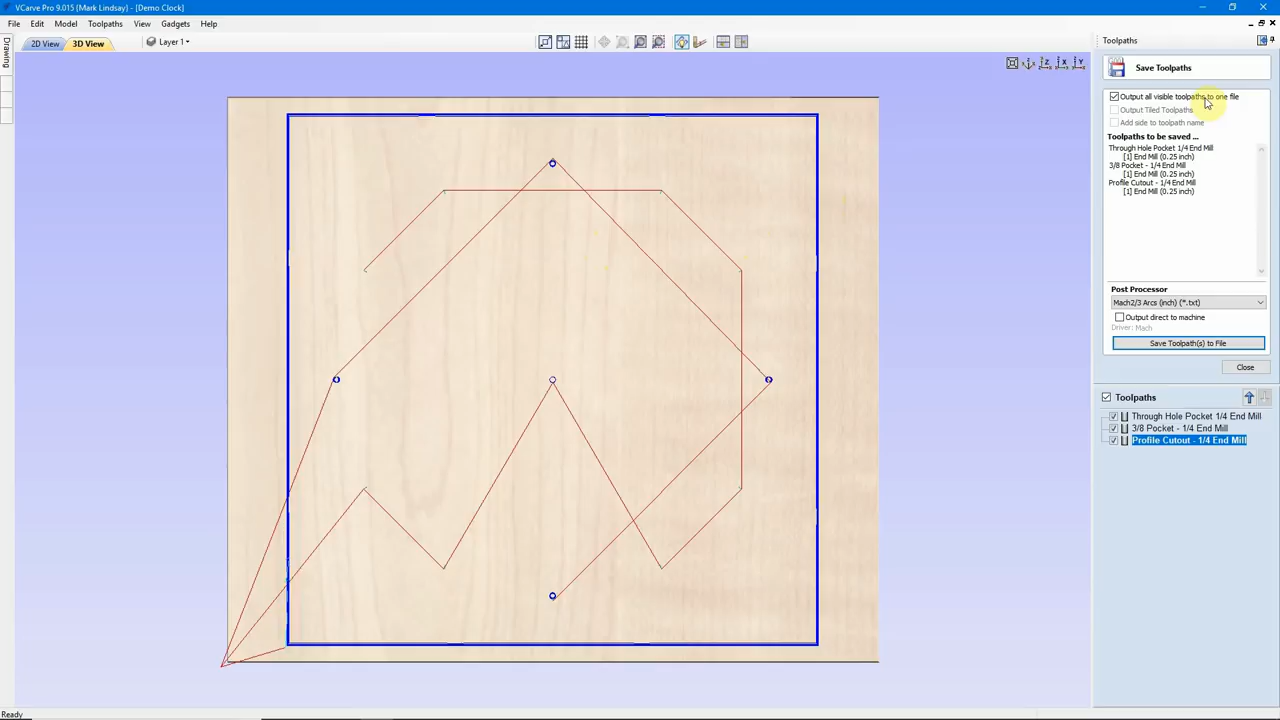 VCarve Pro 9.015 [Mark Lindsay] - [Demo Clock]
File Edit Model Toolpaths View Gadgets Help
Drawing
2D View 3D View Layer 1
Toolpaths
Save Toolpaths
Output all visible toolpaths to one file
Output Tiled Toolpaths
Add side to toolpath name
Toolpaths to be saved ...
Through Hole Pocket 1/4 End Mill
[1] End Mill (0.25 inch)
3/8 Pocket - 1/4 End Mill
[1] End Mill (0.25 inch)
Profile Cutout - 1/4 End Mill
[1] End Mill (0.25 inch)
Post Processor
Mach2/3 Arcs (inch) (*.txt)
Output direct to machine
Driver: Mach
Save Toolpath(s) to File
Close
Toolpaths
Through Hole Pocket 1/4 End Mill
3/8 Pocket - 1/4 End Mill
Profile Cutout - 1/4 End Mill
Ready